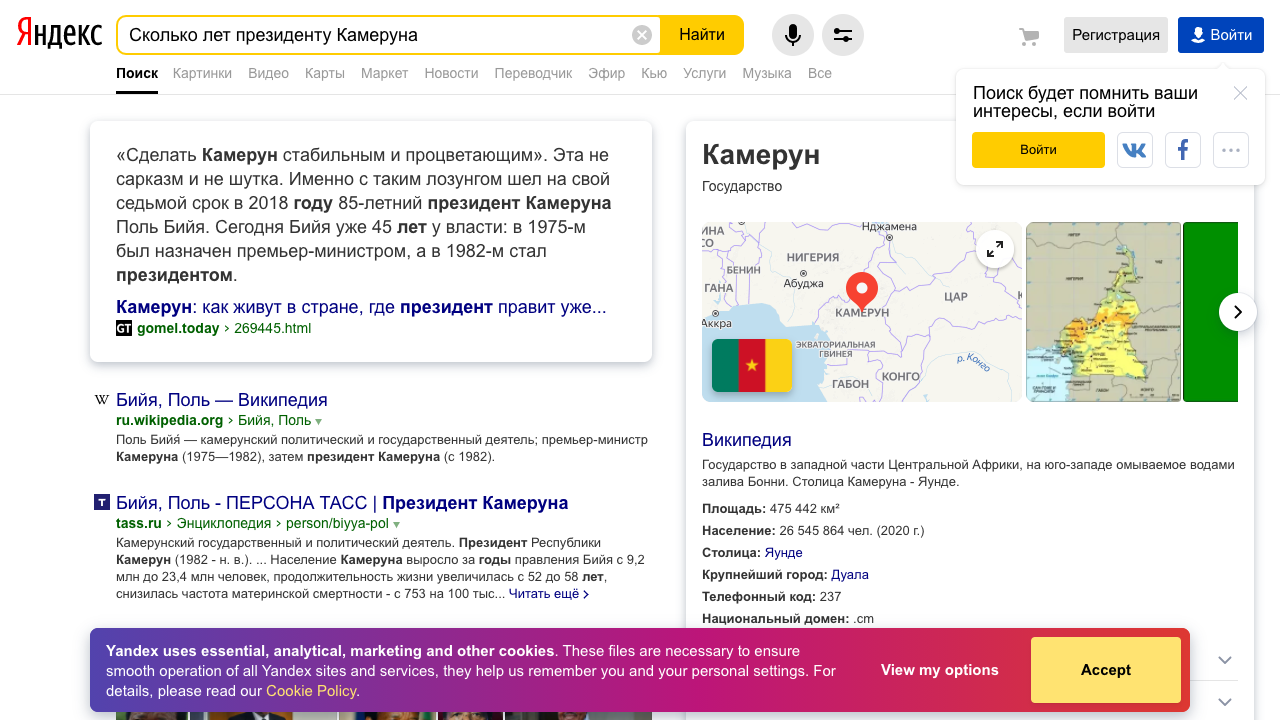 Яндекс
Сколько лет президенту Камеруна
Найти
Регистрация
Войти
Поиск Картинки Видео Карты Маркет Новости Переводчик Эфир Кью Услуги Музыка Все
Поиск будет помнить ваши
интересы, если войти
Войти
«Сделать Камерун стабильным и процветающим». Эта не
сарказм и не шутка. Именно с таким лозунгом шел на свой
седьмой срок в 2018 году 85-летний президент Камеруна
Поль Бийя. Сегодня Бийя уже 45 лет у власти: в 1975-м
был назначен премьер-министром, а в 1982-м стал
президентом.
Камерун: как живут в стране, где президент правит уже...
GT gomel.today › 269445.html
W Бийя, Поль — Википедия
ru.wikipedia.org › Бийя, Поль
Поль Бийя́ — камерунский политический и государственный деятель; премьер-министр
Камеруна (1975—1982), затем президент Камеруна (с 1982).
Т Бийя, Поль - ПЕРСОНА ТАСС | Президент Камеруна
tass.ru › Энциклопедия › person/biyya-pol
Камерунский государственный и политический деятель. Президент Республики
Камерун (1982 - н. в.). ... Население Камеруна выросло за годы правления Бийя с 9,2
млн до 23,4 млн человек, продолжительность жизни увеличилась с 52 до 58 лет,
снизилась частота материнской смертности - с 753 на 100 тыс... Читать ещё ›
Камерун
Государство
ИНА
СО
Нджамена
НИГЕРИЯ
БЕНИН
Абуджа
ГАНА
ЦАР
КАМЕРУН
Аккра
ЭКВАТОРИАЛЬНАЯ
ГВИНЕЯ
р. Конго
КОНГО
ГАБОН
Википедия
Государство в западной части Центральной Африки, на юго-западе омываемое водами
залива Бонни. Столица Камеруна - Яунде.
Площадь: 475 442 км²
Население: 26 545 864 чел. (2020 г.)
Столица: Яунде
Крупнейший город: Дуала
Телефонный код: 237
Национальный домен: .cm
Yandex uses essential, analytical, marketing and other cookies. These files are necessary to ensure
smooth operation of all Yandex sites and services, they help us remember you and your personal settings. For
details, please read our Cookie Policy.
View my options
Accept